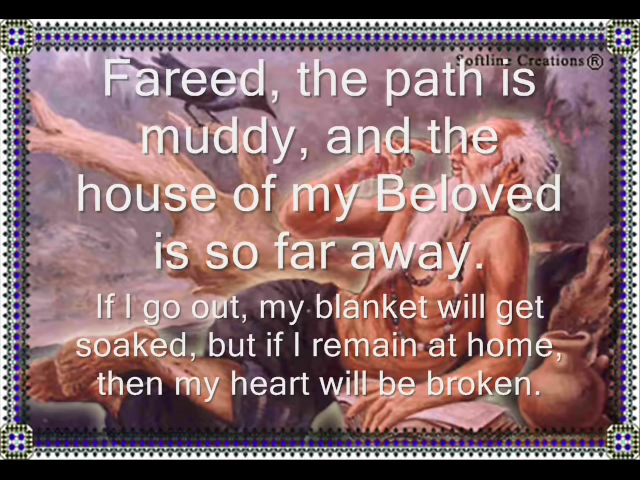 Softline Creations®
Fareed, the path is
muddy, and the
house of my Beloved
is so far away.
If I go out, my blanket will get
soaked, but if I remain at home,
then my heart will be broken.